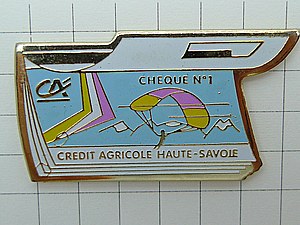 CHEQUE N°1
CA
CREDIT AGRICOLE HAUTE-SAVOIE